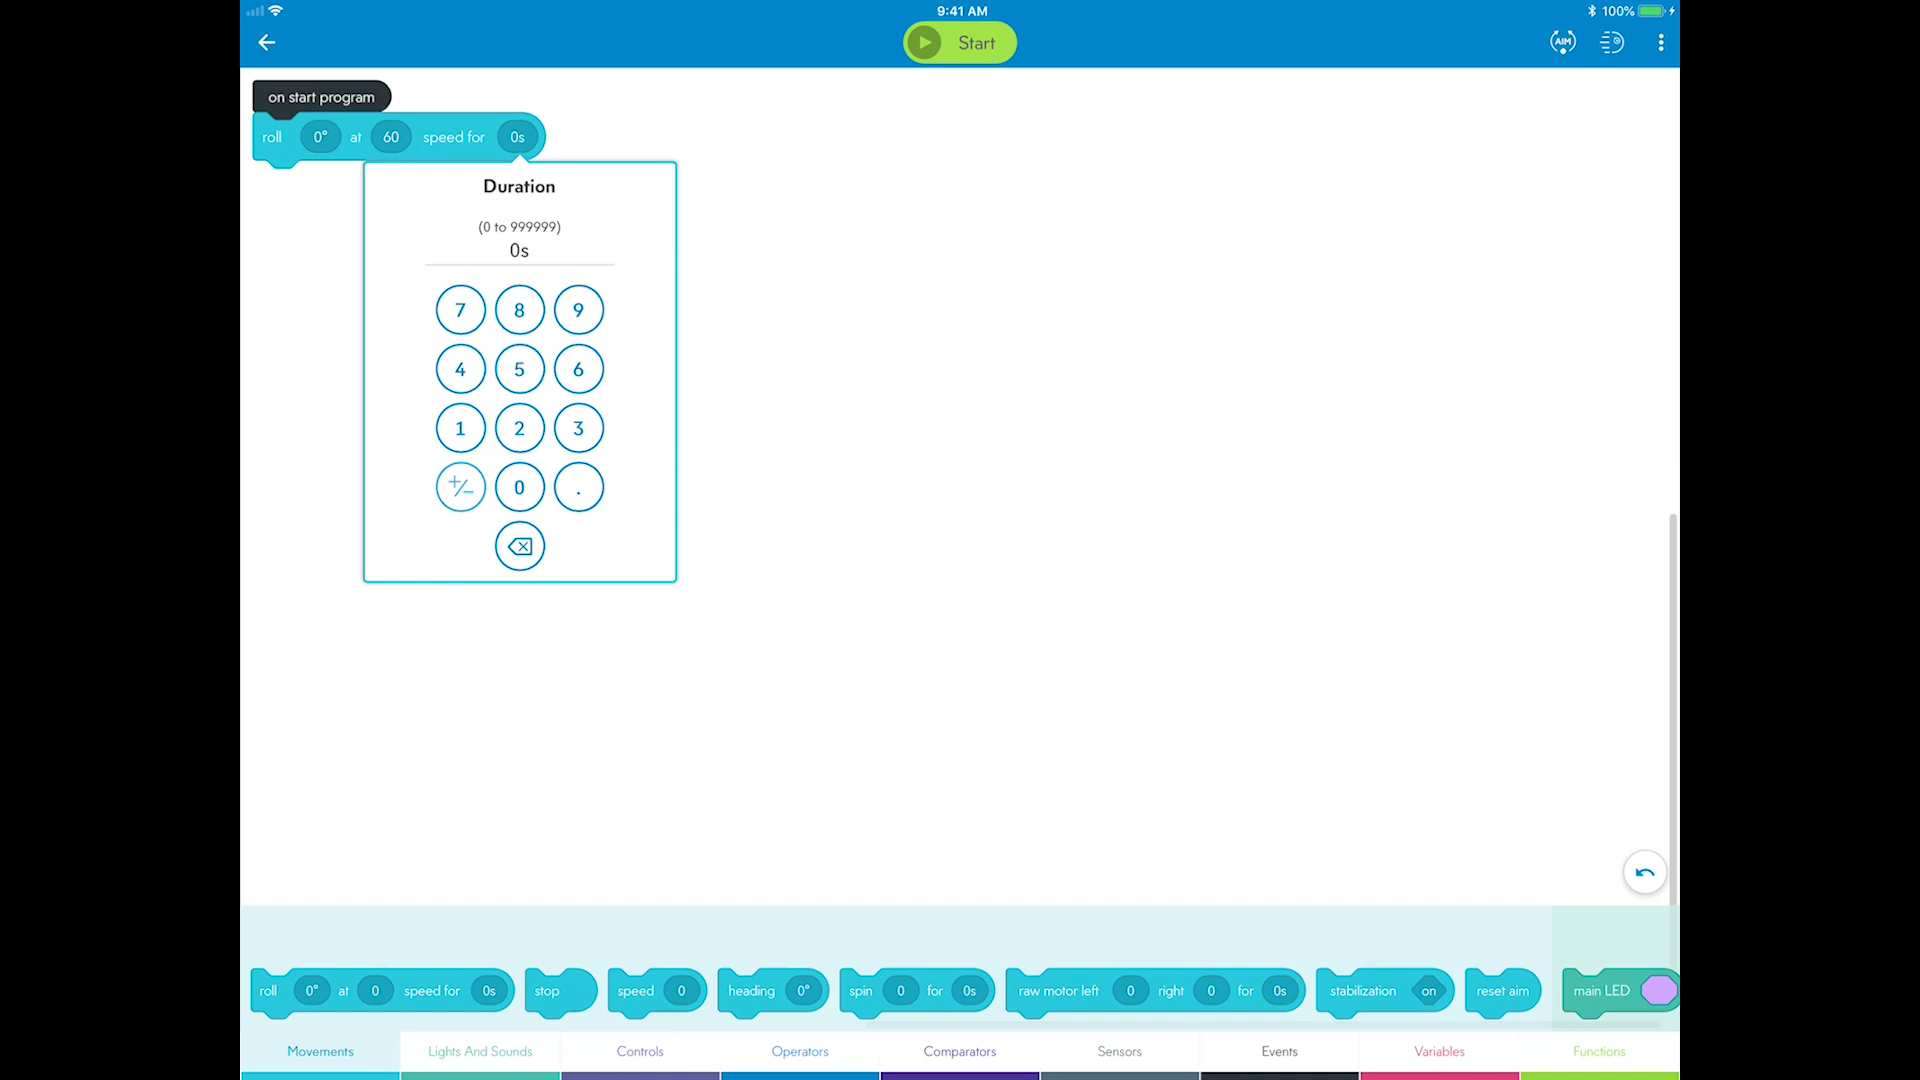 9:41 AM
100%
Start
AIM
on start program
roll 0° at 60 speed for 0s
Duration
(0 to 999999)
0s
7 8 9
4 5 6
1 2 3
+/- 0 .
roll 0° at 0 speed for 0s
stop
speed 0
heading 0°
spin 0 for 0s
raw motor left 0 right 0 for 0s
stabilization on
reset aim
main LED
Movements
Lights And Sounds
Controls
Operators
Comparators
Sensors
Events
Variables
Functions